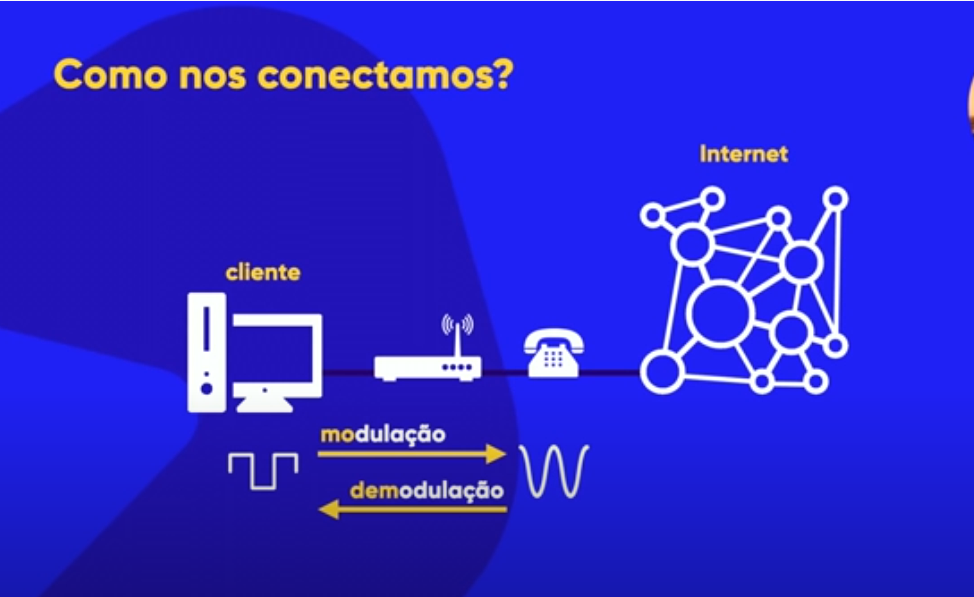 Como nos conectamos?
Internet
cliente
modulação
demodulação